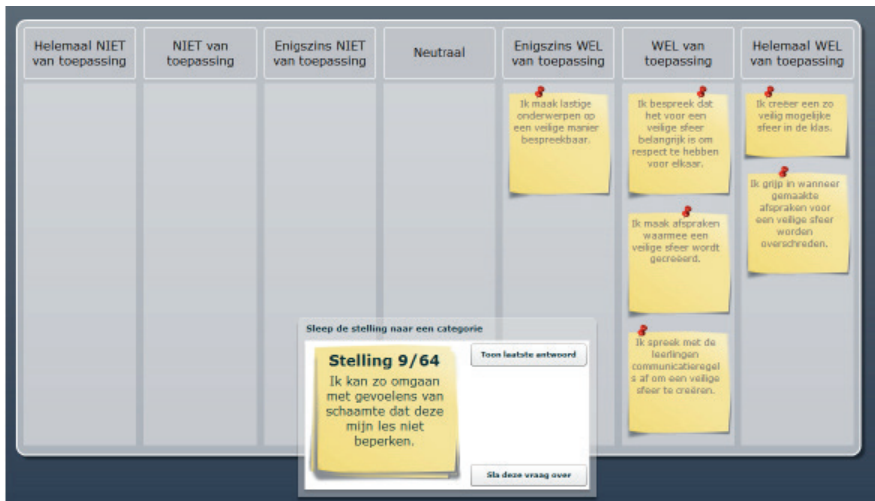 Helemaal NIET
van toepassing
NIET van
toepassing
Enigszins NIET
van toepassing
Neutraal
Enigszins WEL
van toepassing
WEL van
toepassing
Helemaal WEL
van toepassing
Ik maak lastige
onderwerpen op
een veilige manier
bespreekbaar.
Ik bespreek dat
het voor een
veilige sfeer
belangrijk is om
respect te hebben
voor elkaar.
Ik maak afspraken
waarmee een
veilige sfeer wordt
gecreëerd.
Ik spreek met de
leerlingen
communicatieregel
s af om een veilige
sfeer te creëren.
Ik creëer een zo
veilig mogelijke
sfeer in de klas.
Ik grijp in wanneer
gemaakte
afspraken voor
een veilige sfeer
worden
overschreden.
Sleep de stelling naar een categorie
Stelling 9/64
Ik kan zo omgaan
met gevoelens van
schaamte dat deze
mijn les niet
beperken.
Toon laatste antwoord
Sla deze vraag over